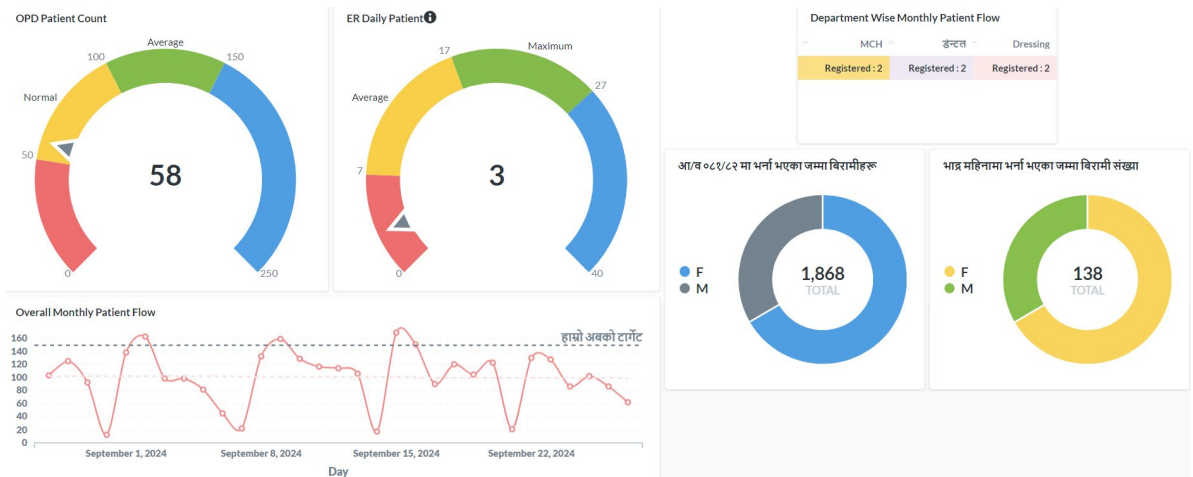 OPD Patient Count
Average
100
150
Normal
50
58
0
250
ER Daily Patient
17
Maximum
27
Average
7
3
0
40
Department Wise Monthly Patient Flow
MCH डेन्टल Dressing
Registered : 2 Registered : 2 Registered : 2
आ/व ०८१/८२ मा भर्ना भएका जम्मा बिरामीहरू
F
M
1,868
TOTAL
भाद्र महिनामा भर्ना भएका जम्मा बिरामी संख्या
F
M
138
TOTAL
Overall Monthly Patient Flow
हाम्रो अबको टार्गेट
160
140
120
100
80
60
40
20
0
September 1, 2024 September 8, 2024 September 15, 2024 September 22, 2024
Day